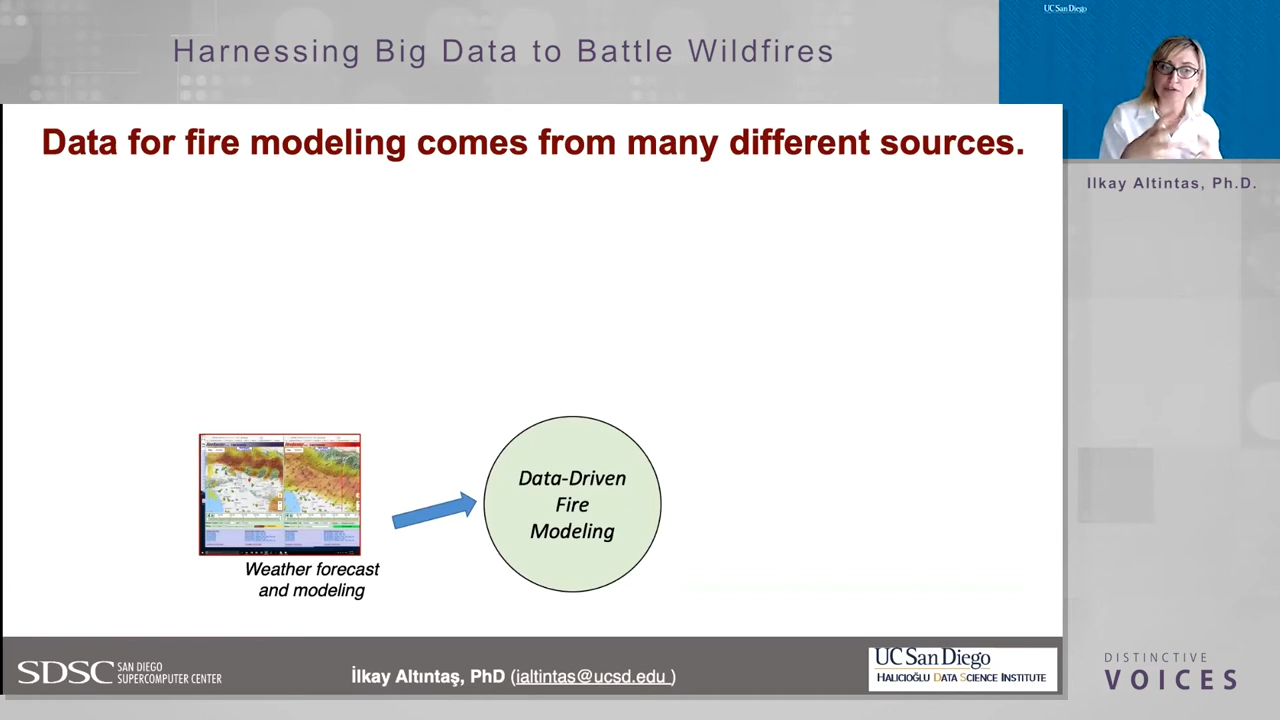 Harnessing Big Data to Battle Wildfires
UC San Diego
Ilkay Altintas, Ph.D.
Data for fire modeling comes from many different sources.
Data-Driven
Fire
Modeling
Weather forecast
and modeling
SDSC SAN DIEGO
SUPERCOMPUTER CENTER
İlkay Altıntaş, PhD (ialtintas@ucsd.edu )
UC San Diego
HALICIOĞLU DATA SCIENCE INSTITUTE
DISTINCTIVE
VOICES